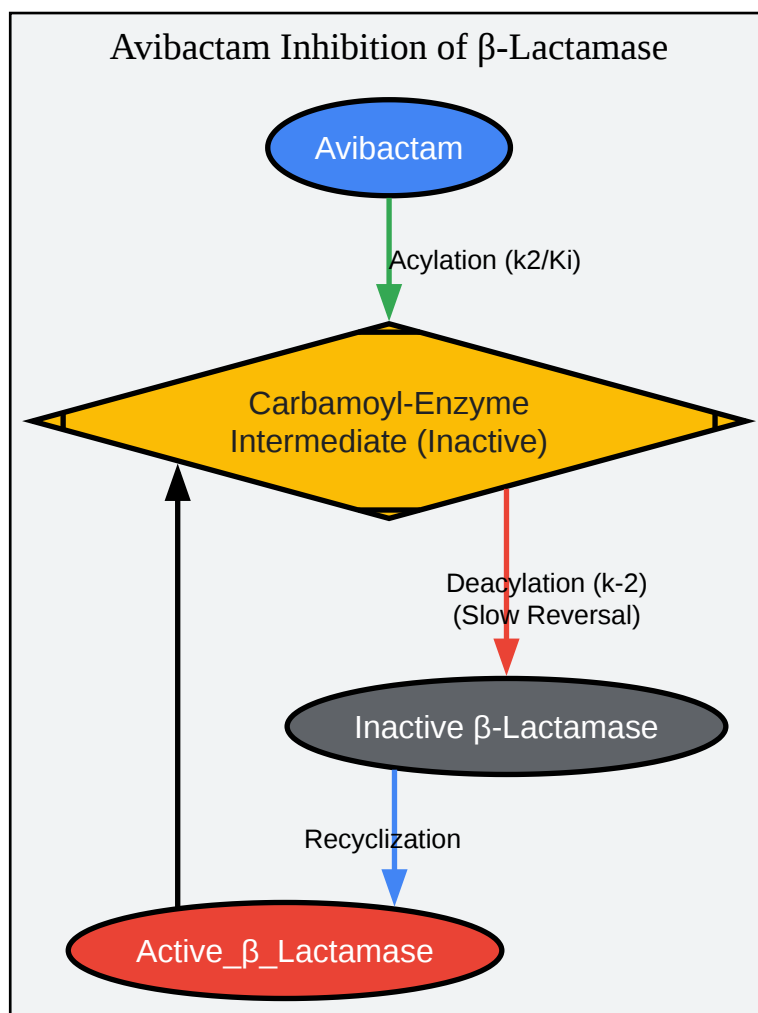 Avibactam Inhibition of β-Lactamase
Avibactam
Acylation (k2/Ki)
Carbamoyl-Enzyme
Intermediate (Inactive)
Deacylation (k-2)
(Slow Reversal)
Inactive β-Lactamase
Recyclization
Active_β_Lactamase